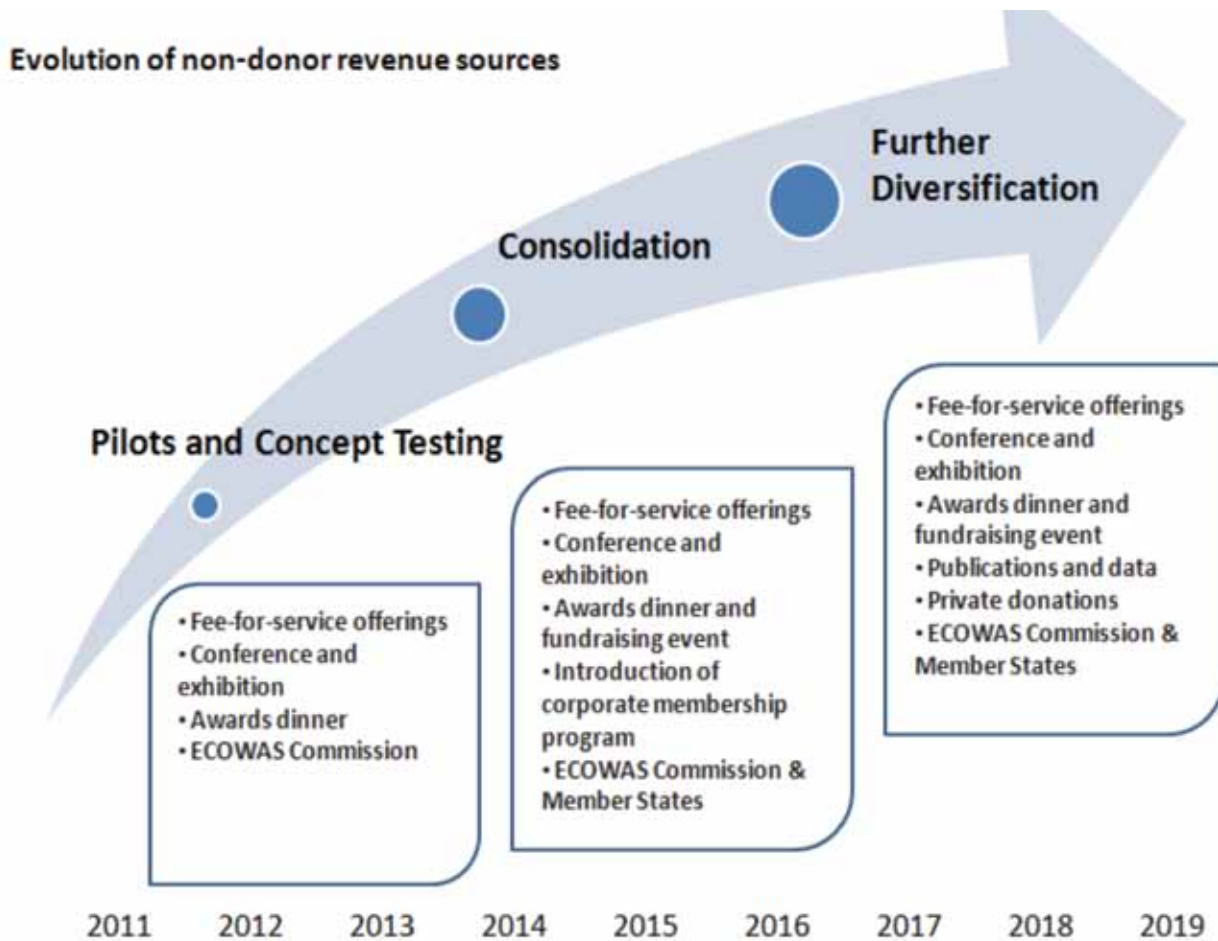 Evolution of non-donor revenue sources
Further
Diversification
Consolidation
Pilots and Concept Testing
• Fee-for-service offerings
• Conference and
exhibition
• Awards dinner
• ECOWAS Commission
• Fee-for-service offerings
• Conference and
exhibition
• Awards dinner and
fundraising event
• Introduction of
corporate membership
program
• ECOWAS Commission &
Member States
• Fee-for-service offerings
• Conference and
exhibition
• Awards dinner and
fundraising event
• Publications and data
• Private donations
• ECOWAS Commission &
Member States
2011 2012 2013 2014 2015 2016 2017 2018 2019